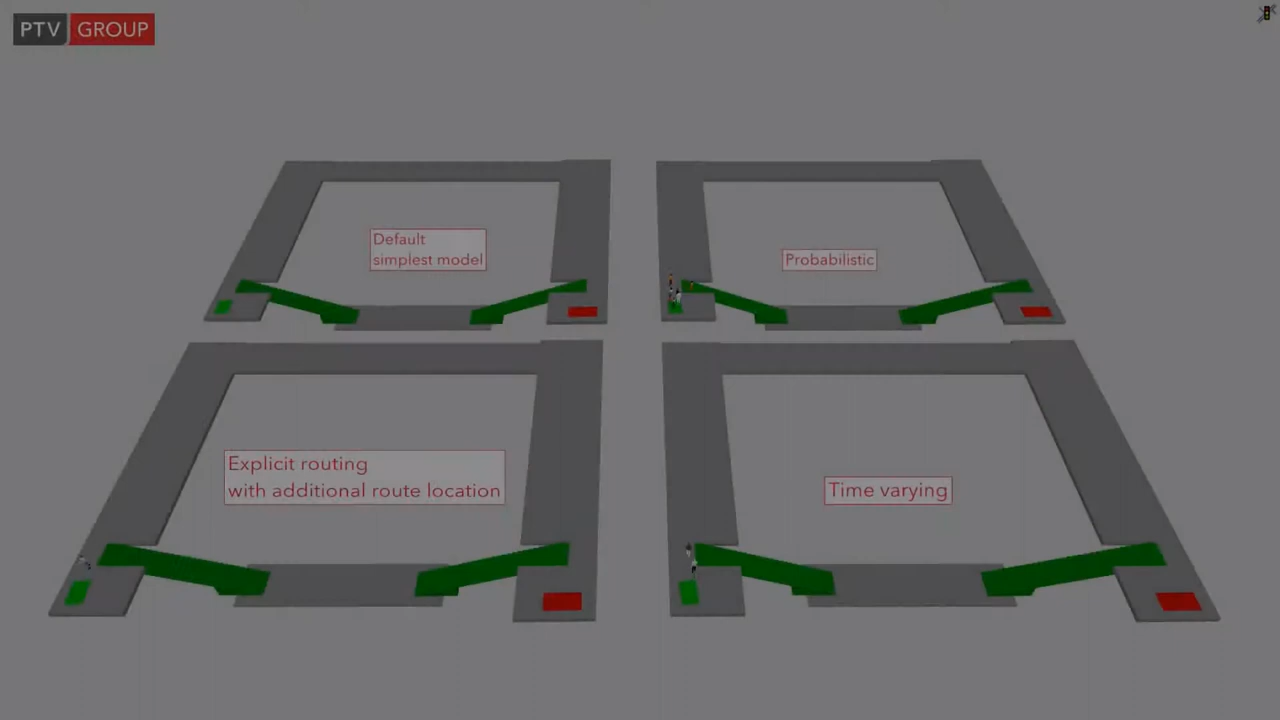 PTV GROUP
Default
simplest model
Probabilistic
Explicit routing
with additional route location
Time varying